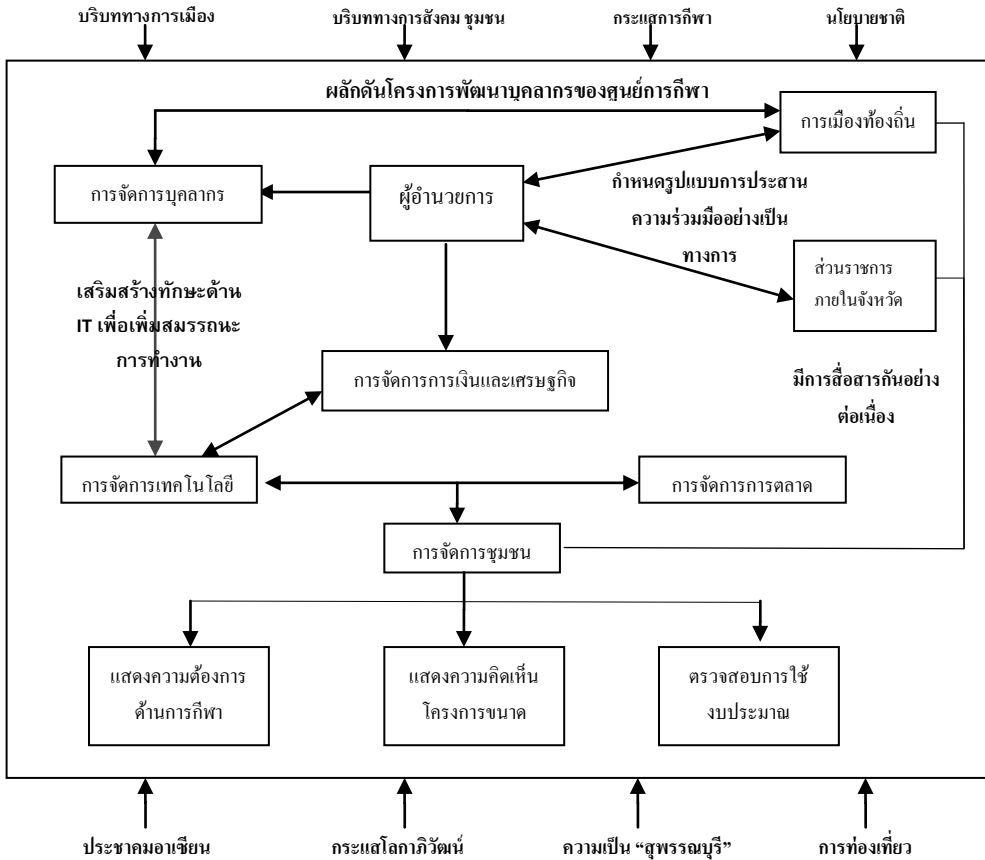 บริบททางการเมือง
บริบททางการสังคม ชุมชน
กระแสการกีฬา
นโยบายชาติ
ผลักดันโครงการพัฒนาบุคลากรของศูนย์การกีฬา
การเมืองท้องถิ่น
การจัดการบุคลากร
ผู้อำนวยการ
กำหนดรูปแบบการประสาน
ความร่วมมืออย่างเป็น
ทางการ
ส่วนราชการ
ภายในจังหวัด
เสริมสร้างทักษะด้าน
IT เพื่อเพิ่มสมรรถนะ
การทำงาน
การจัดการการเงินและเศรษฐกิจ
มีการสื่อสารกันอย่าง
ต่อเนื่อง
การจัดการเทคโนโลยี
การจัดการการตลาด
การจัดการชุมชน
แสดงความต้องการ
ด้านการกีฬา
แสดงความคิดเห็น
โครงการขนาด
ตรวจสอบการใช้
งบประมาณ
ประชาคมอาเซียน
กระแสโลกาภิวัฒน์
ความเป็น “สุพรรณบุรี”
การท่องเที่ยว